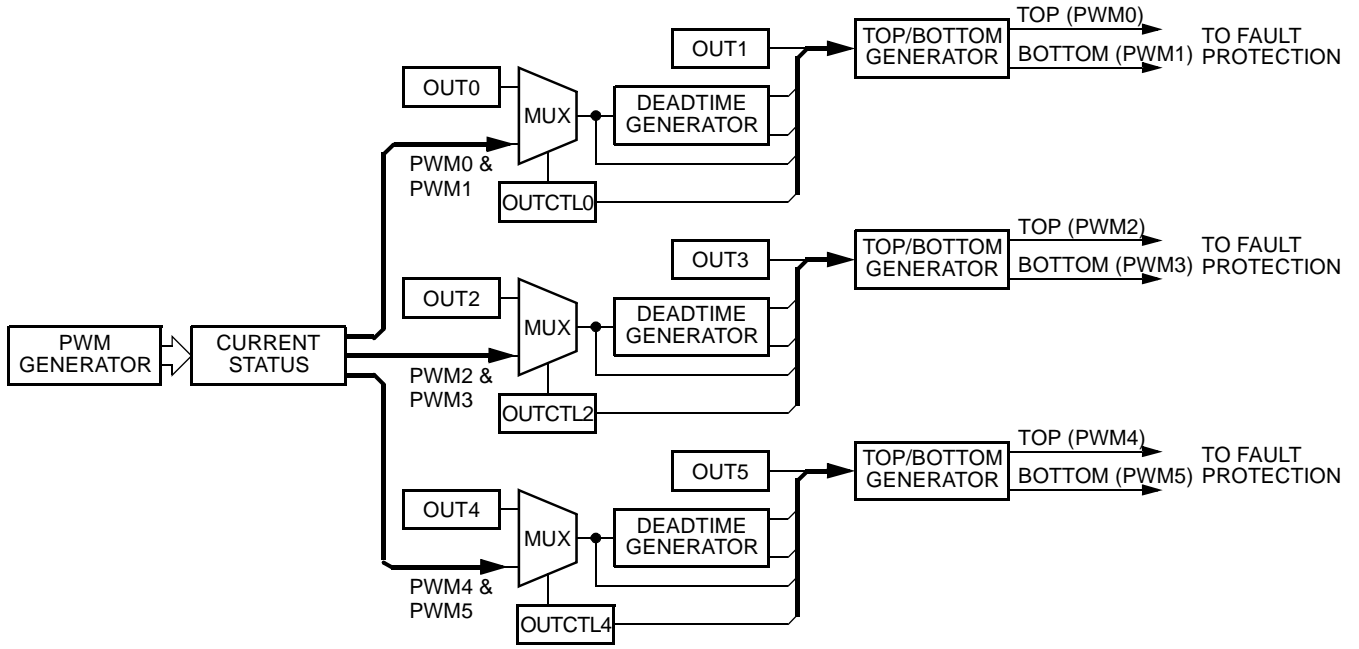 TOP (PWM0)
OUT1
TOP/BOTTOM
GENERATOR
BOTTOM (PWM1)
TO FAULT
PROTECTION
OUT0
MUX
DEADTIME
GENERATOR
PWM0 &
PWM1
OUTCTL0
TOP (PWM2)
OUT3
TOP/BOTTOM
GENERATOR
BOTTOM (PWM3)
TO FAULT
PROTECTION
OUT2
MUX
DEADTIME
GENERATOR
PWM
GENERATOR
CURRENT
STATUS
PWM2 &
PWM3
OUTCTL2
TOP (PWM4)
OUT5
TOP/BOTTOM
GENERATOR
BOTTOM (PWM5)
TO FAULT
PROTECTION
OUT4
MUX
DEADTIME
GENERATOR
PWM4 &
PWM5
OUTCTL4